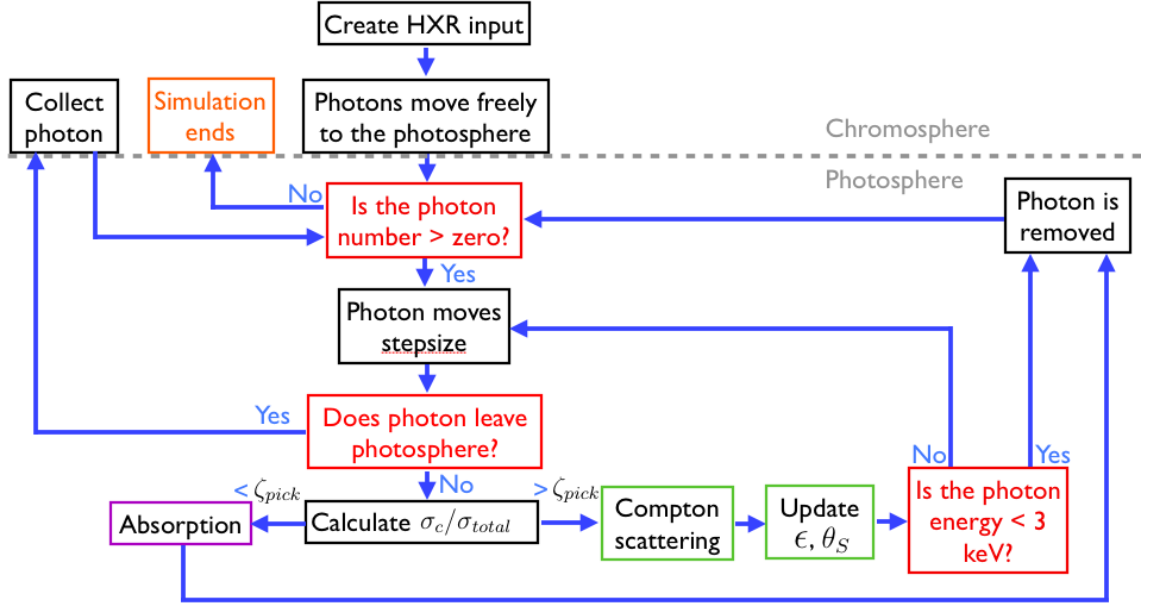 Create HXR input
Collect
photon
Simulation
ends
Photons move freely
to the photosphere
Chromosphere
Photosphere
No
Is the photon
number > zero?
Photon is
removed
Yes
Photon moves
stepsize
Yes
Does photon leave
photosphere?
No
Yes
< ζpick
No
> ζpick
Absorption
Calculate σc/σtotal
Compton
scattering
Update
ϵ, θS
Is the photon
energy < 3
keV?